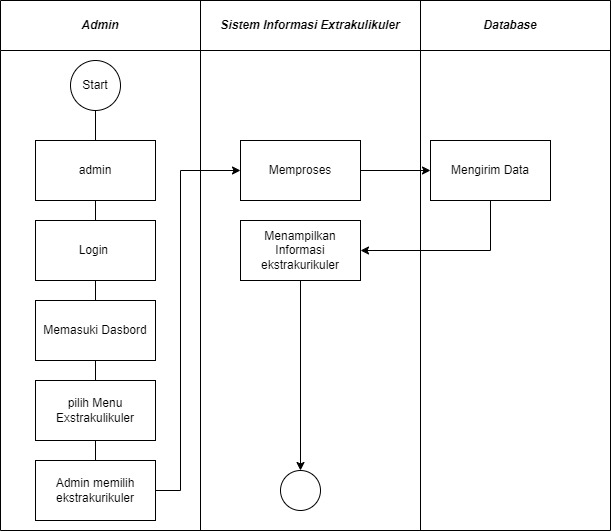 Admin
Sistem Informasi Extrakulikuler
Database
Start
admin
Memproses
Mengirim Data
Login
Menampilkan
Informasi
ekstrakurikuler
Memasuki Dasbord
pilih Menu
Exstrakulikuler
Admin memilih
ekstrakurikuler